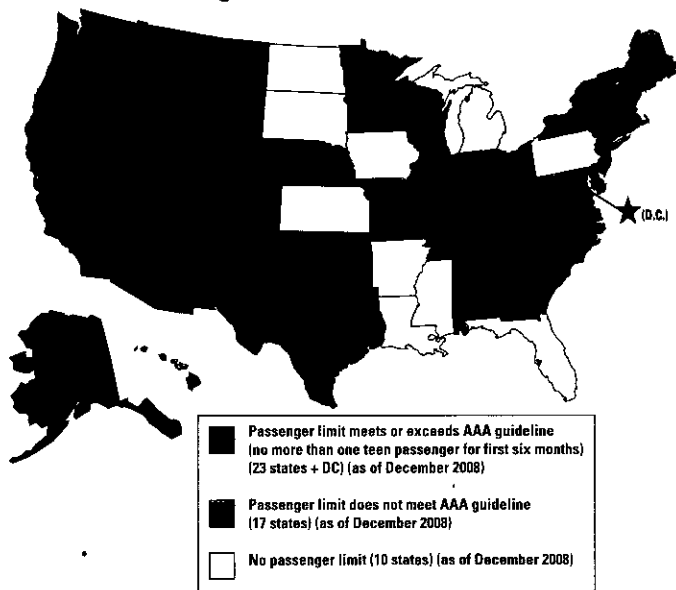 (D.C.)
Passenger limit meets or exceeds AAA guideline
(no more than one teen passenger for first six months)
(23 states + DC) (as of December 2008)
Passenger limit does not meet AAA guideline
(17 states) (as of December 2008)
No passenger limit (10 states) (as of December 2008)